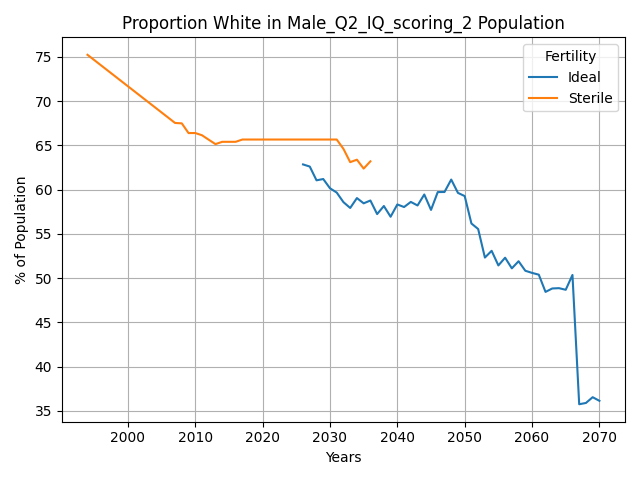 Proportion White in Male_Q2_IQ_scoring_2 Population
Fertility
Ideal
Sterile
% of Population
75
70
65
60
55
50
45
40
35
2000
2010
2020
2030
2040
2050
2060
2070
Years